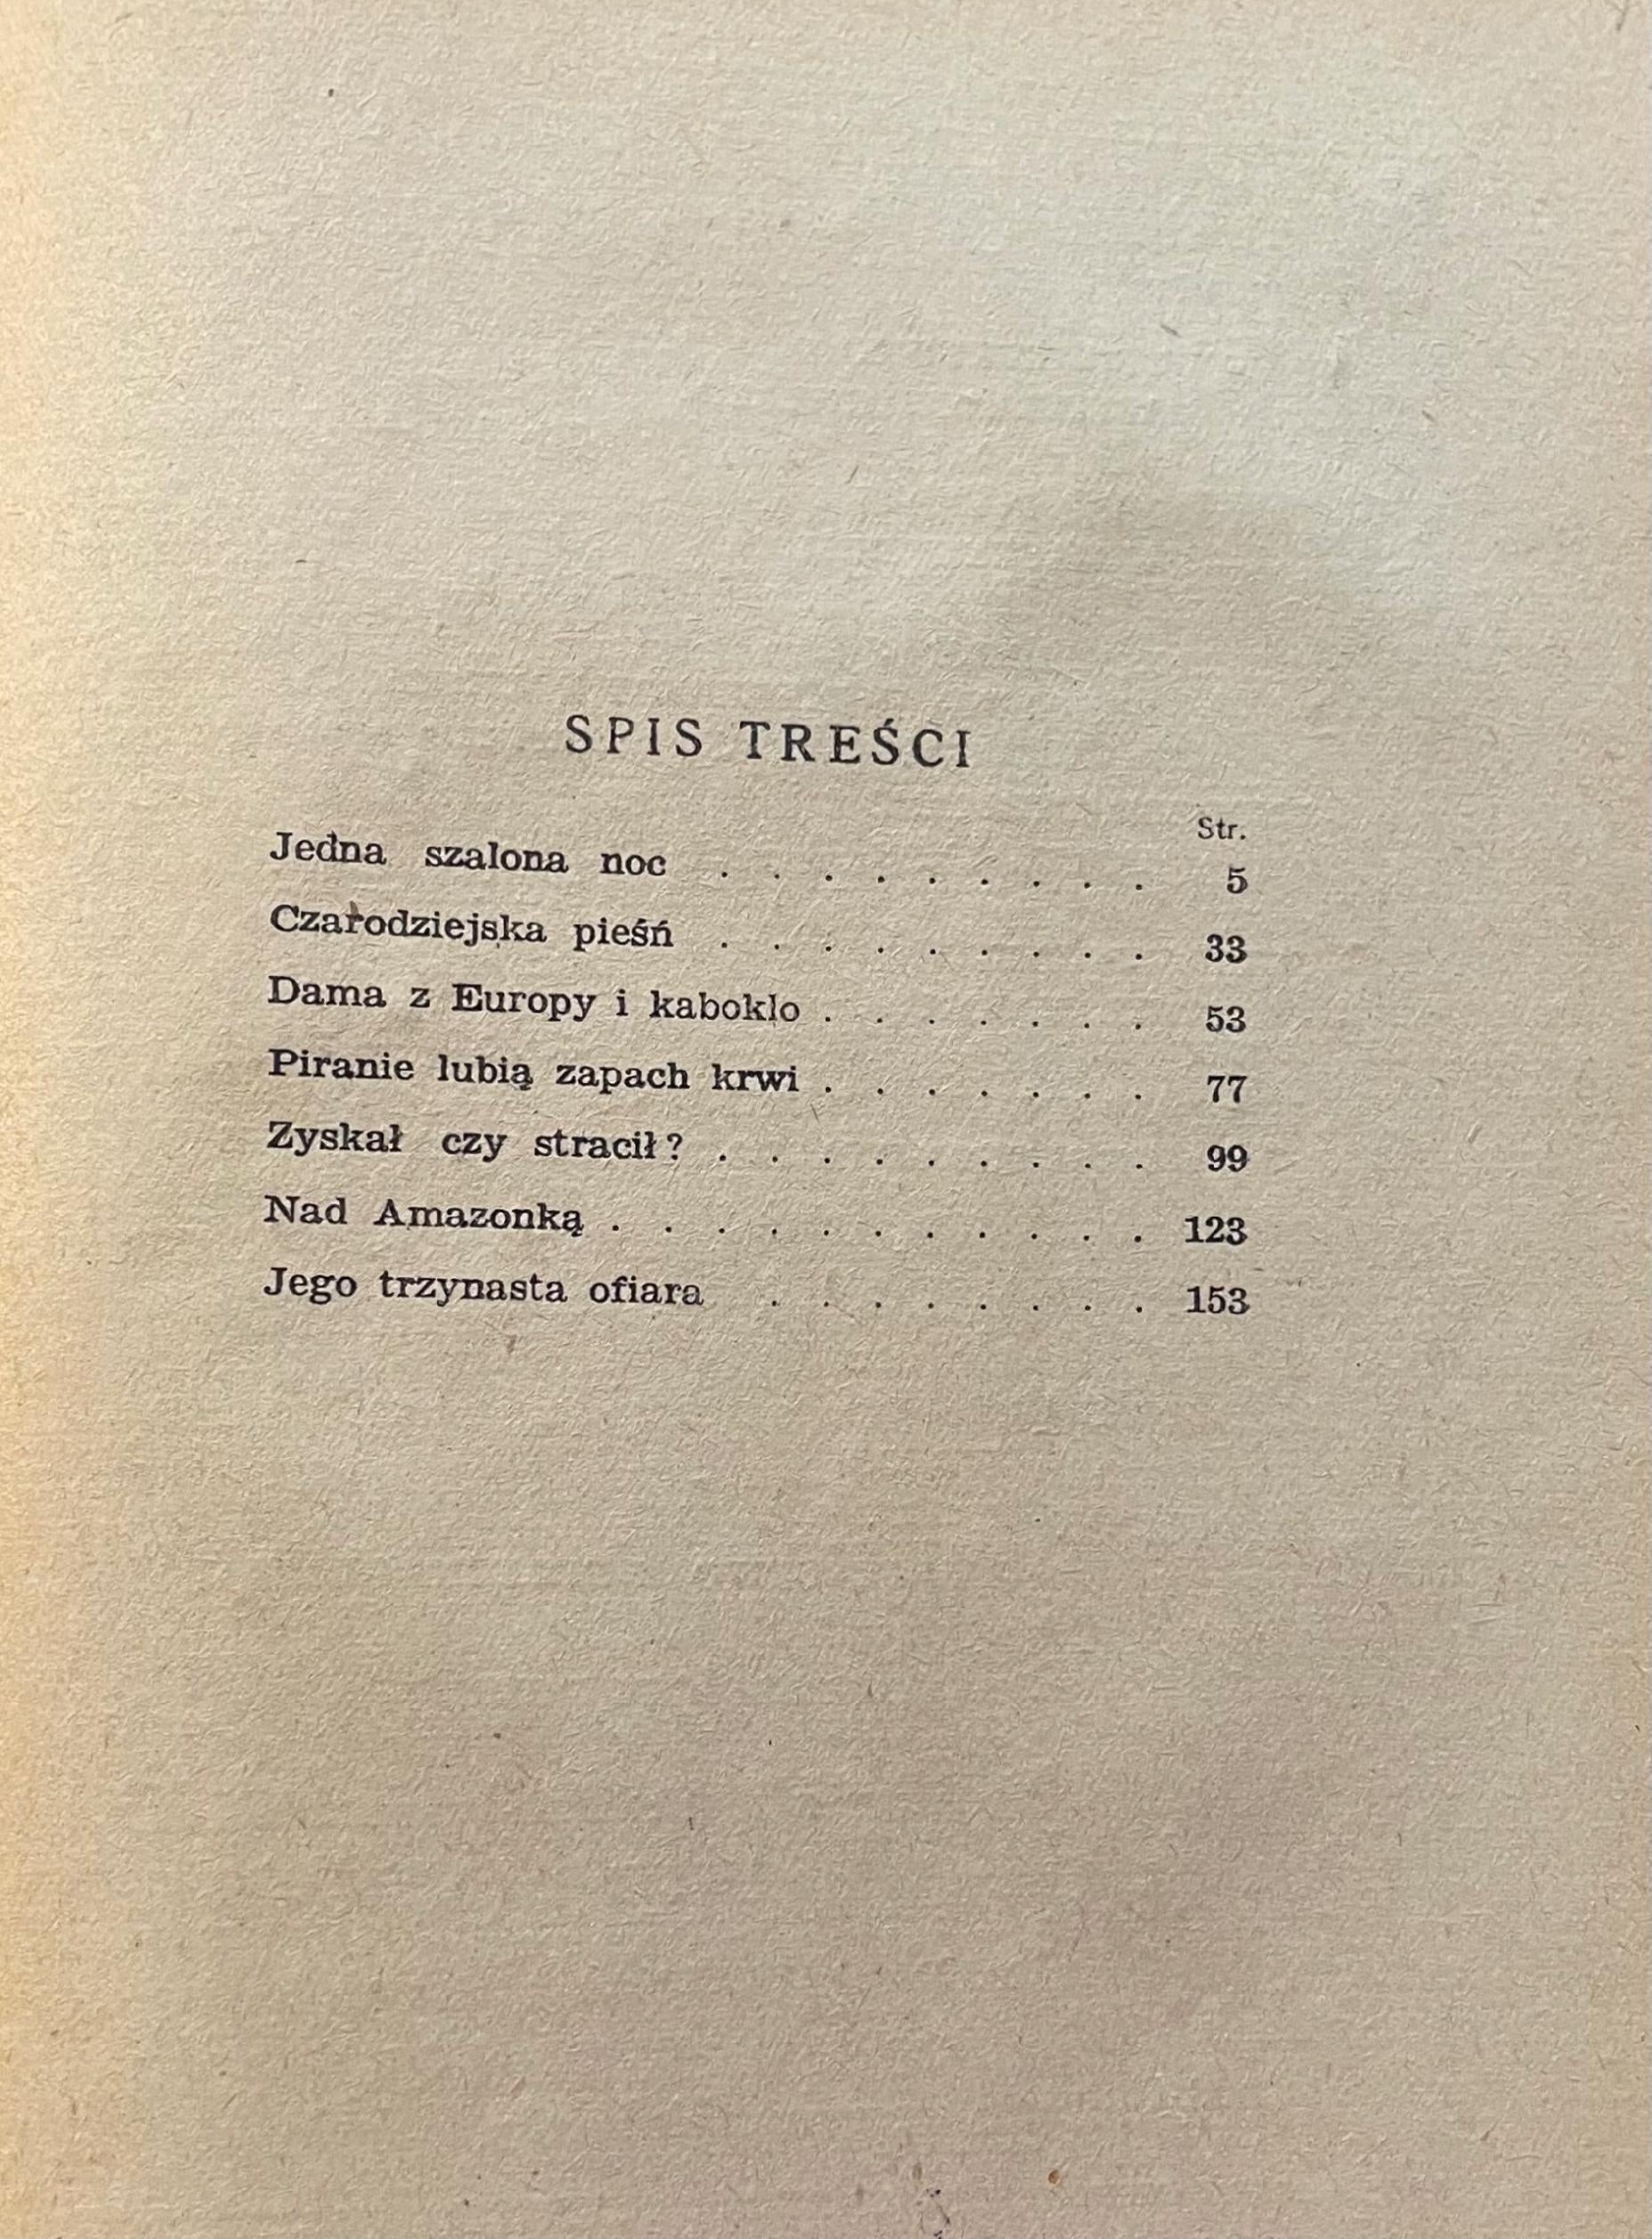 SPIS TREŚCI
Str.
Jedna szalona noc . . . . . . . . . 5
Czarodziejska pieśń . . . . . . . . . 33
Dama z Europy i kaboklo . . . . . . . 53
Piranie lubią zapach krwi . . . . . . . 77
Zyskał czy stracił? . . . . . . . . . 99
Nad Amazonką . . . . . . . . . . . 123
Jego trzynasta ofiara . . . . . . . . 153